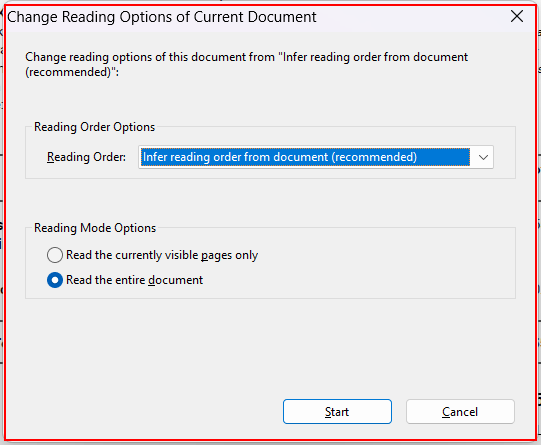 Change Reading Options of Current Document
Change reading options of this document from "Infer reading order from document
(recommended)":
Reading Order Options
Reading Order: Infer reading order from document (recommended)
Reading Mode Options
Read the currently visible pages only
Read the entire document
Start Cancel